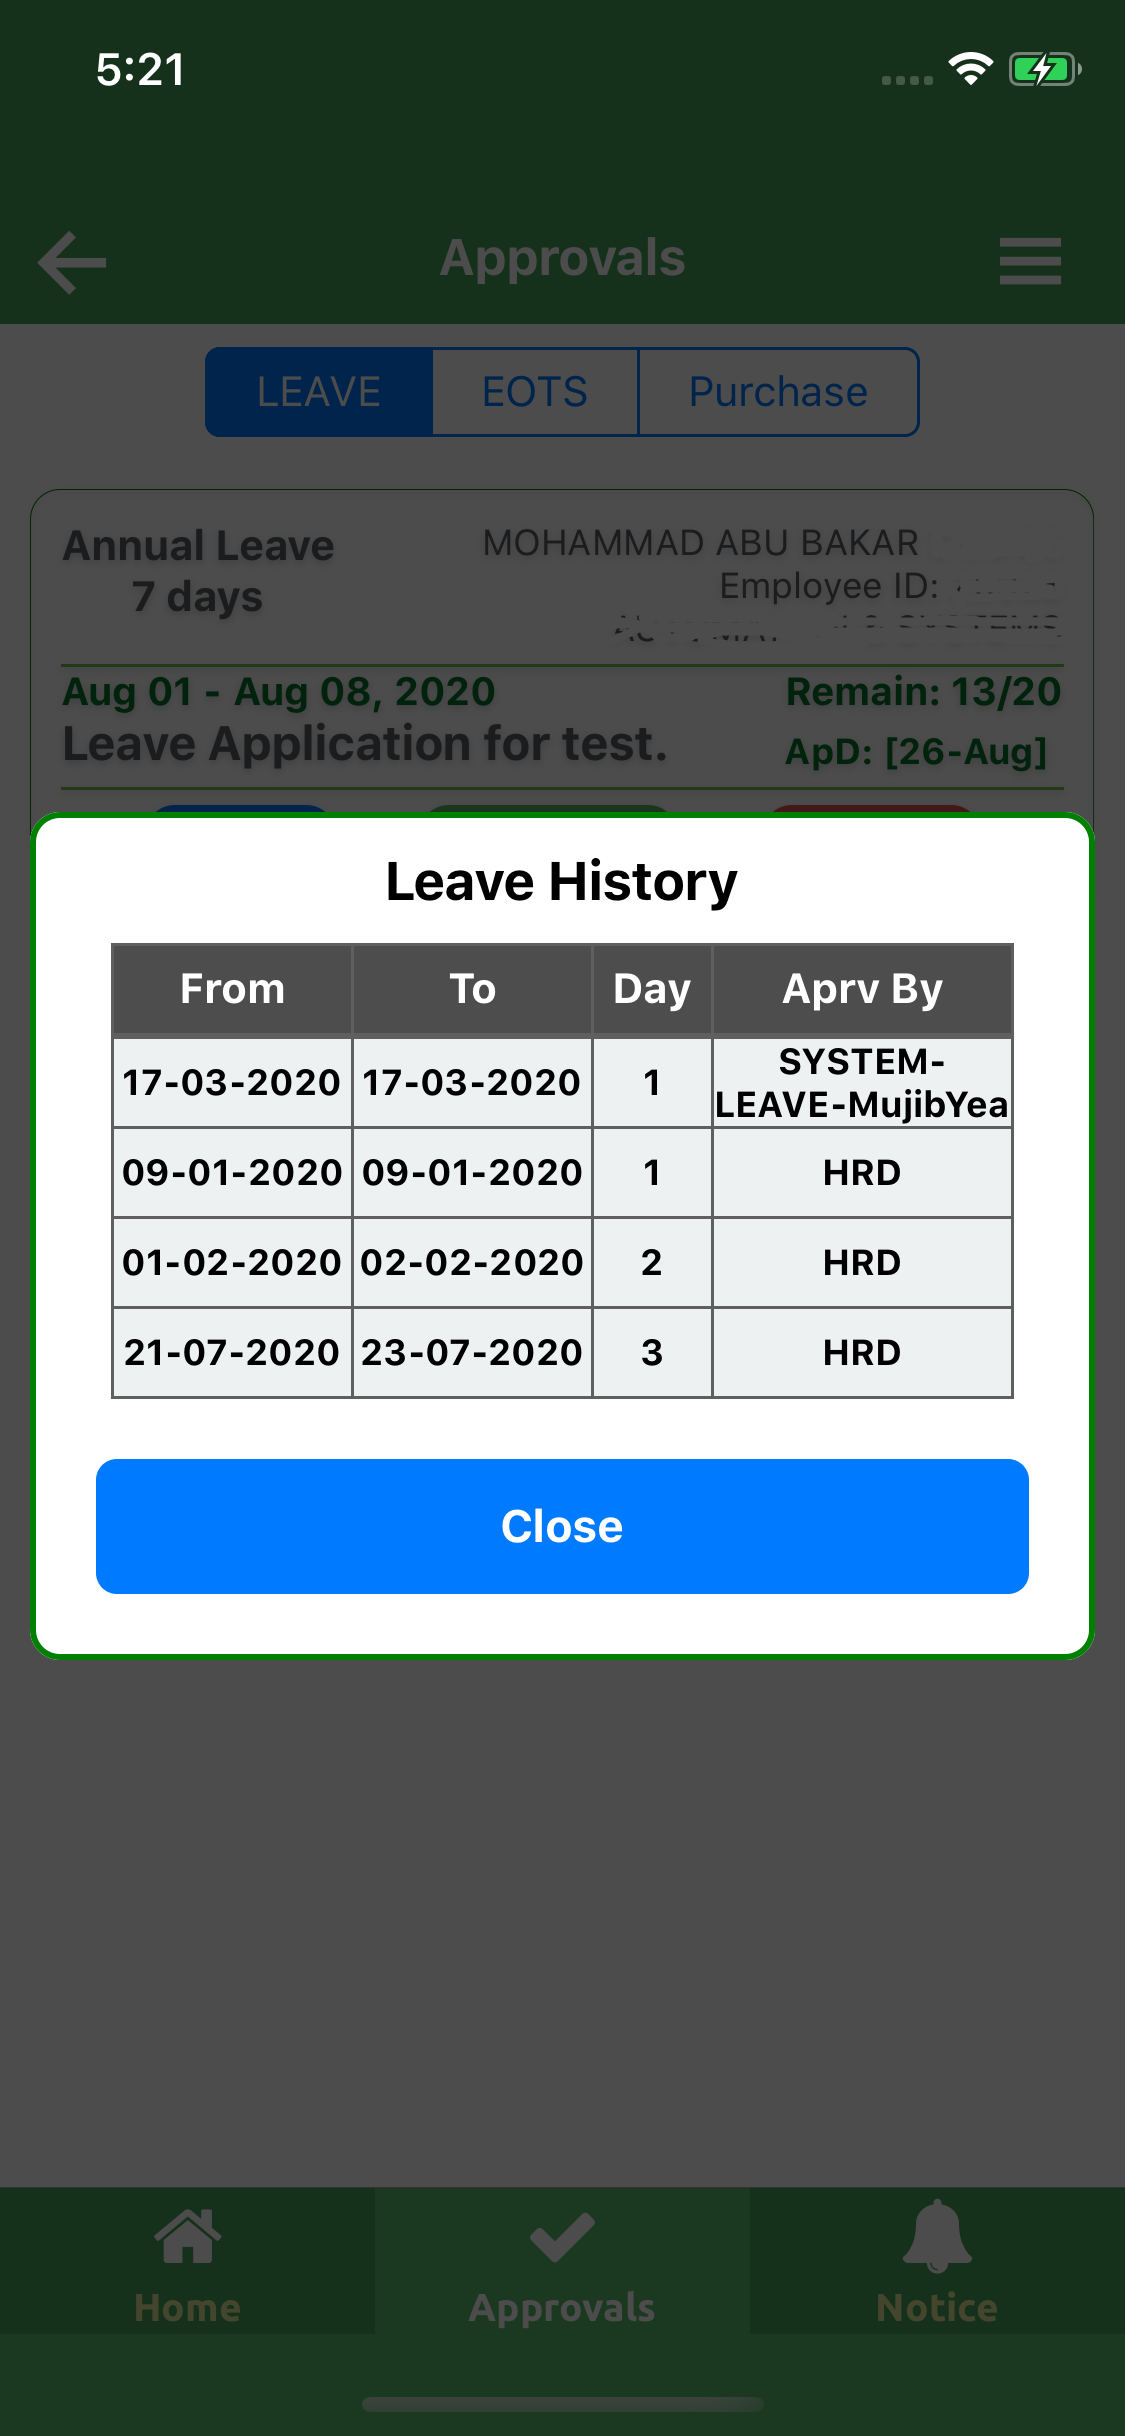 5:21
Approvals
LEAVE EOTS Purchase
Annual Leave
7 days
MOHAMMAD ABU BAKAR
Employee ID:
& SYSTEMS
Aug 01 - Aug 08, 2020 Remain: 13/20
Leave Application for test. ApD: [26-Aug]
Leave History
From To Day Aprv By
17-03-2020 17-03-2020 1 SYSTEM-
LEAVE-MujibYea
09-01-2020 09-01-2020 1 HRD
01-02-2020 02-02-2020 2 HRD
21-07-2020 23-07-2020 3 HRD
Close
Home Approvals Notice